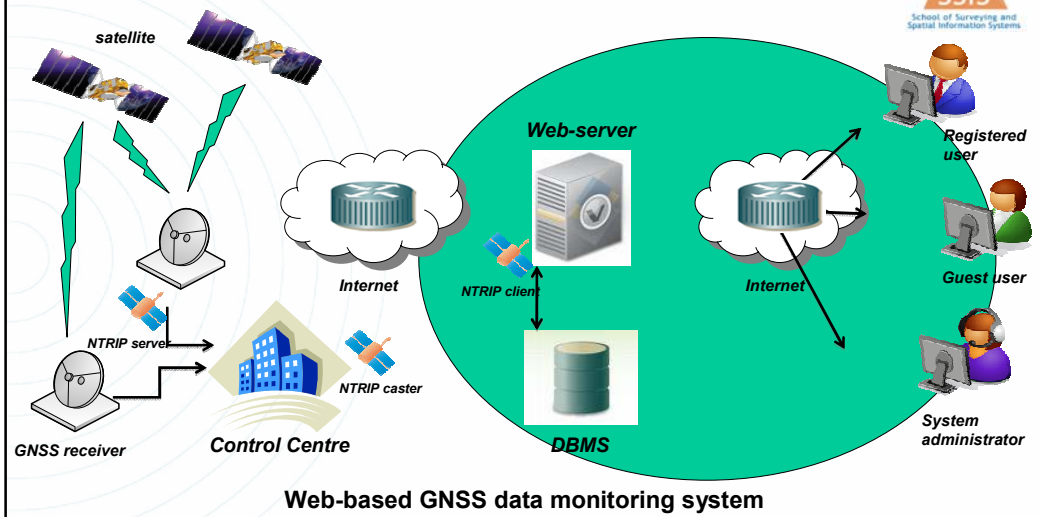 SSIS
School of Surveying and
Spatial Information Systems
satellite
Web-server
Registered
user
Internet
NTRIP client
Internet
Guest user
NTRIP server
NTRIP caster
GNSS receiver
Control Centre
DBMS
System
administrator
Web-based GNSS data monitoring system